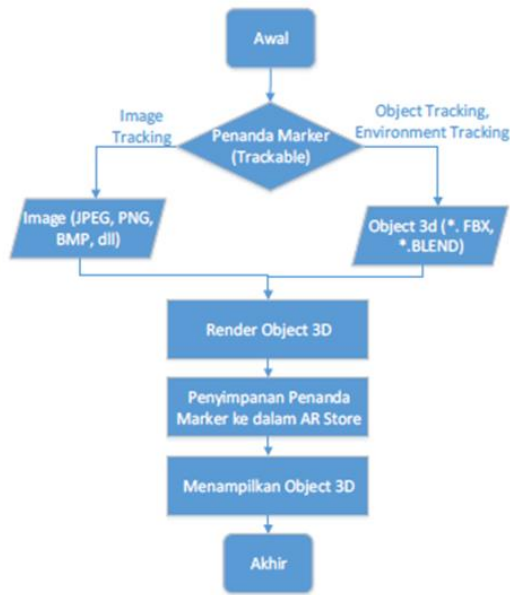 Awal
Image
Tracking
Penanda Marker
(Trackable)
Object Tracking,
Environment Tracking
Image (JPEG, PNG,
BMP, dll)
Object 3d (*. FBX,
*.BLEND)
Render Object 3D
Penyimpanan Penanda
Marker ke dalam AR Store
Menampilkan Object 3D
Akhir